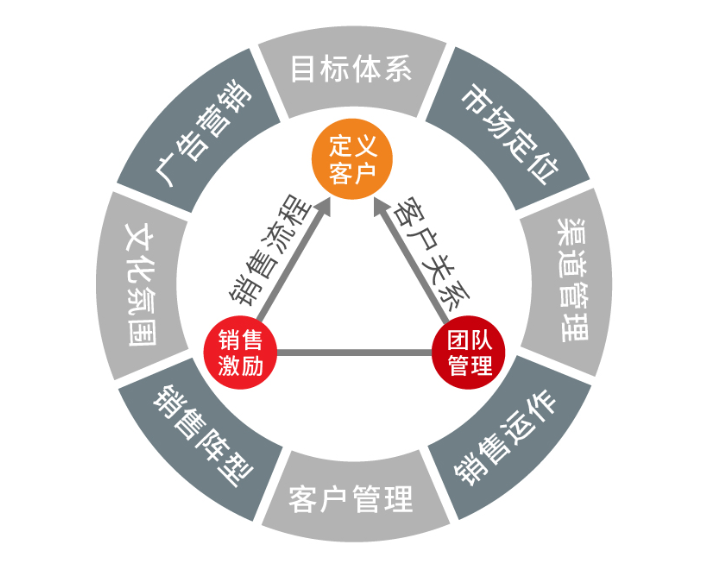 目标体系
市场定位
渠道管理
销售运作
客户管理
销售阵型
文化氛围
广告营销
定义
客户
销售流程
客户关系
销售
激励
团队
管理